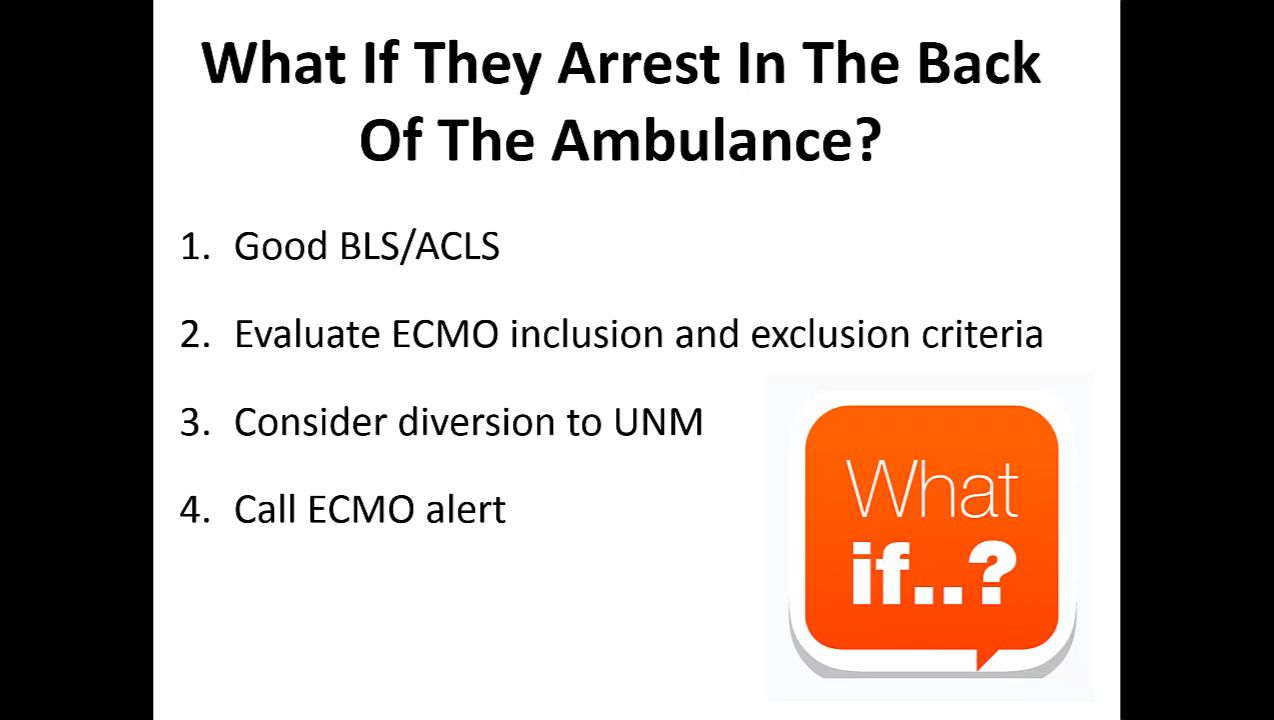 What If They Arrest In The Back
Of The Ambulance?
1. Good BLS/ACLS
2. Evaluate ECMO inclusion and exclusion criteria
3. Consider diversion to UNM
4. Call ECMO alert
What
if..?